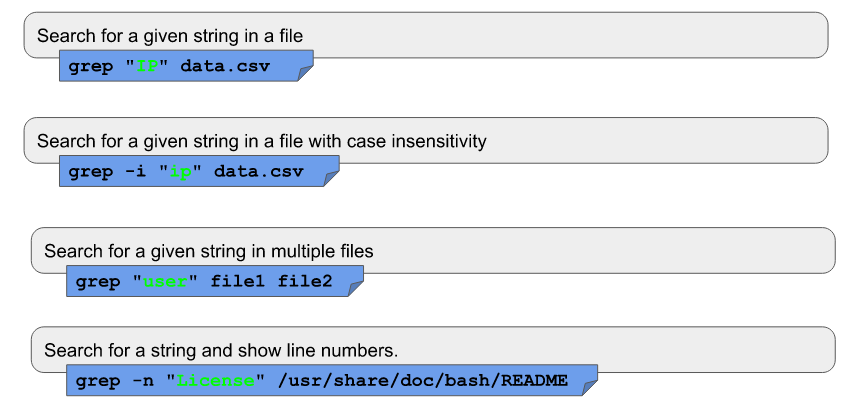 Search for a given string in a file
grep "IP" data.csv
Search for a given string in a file with case insensitivity
grep -i "ip" data.csv
Search for a given string in multiple files
grep "user" file1 file2
Search for a string and show line numbers.
grep -n "License" /usr/share/doc/bash/README